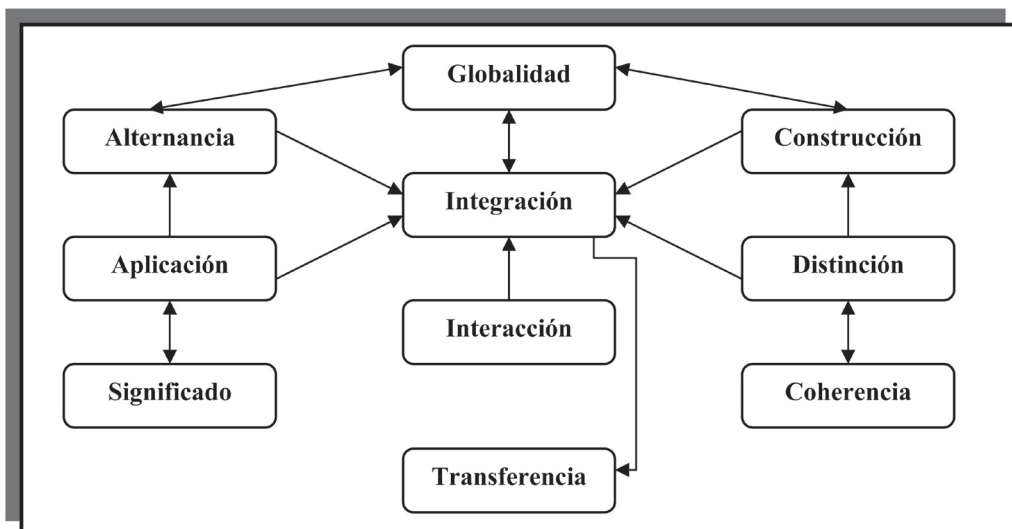 Globalidad
Alternancia
Construcción
Integración
Aplicación
Distinción
Interacción
Significado
Coherencia
Transferencia